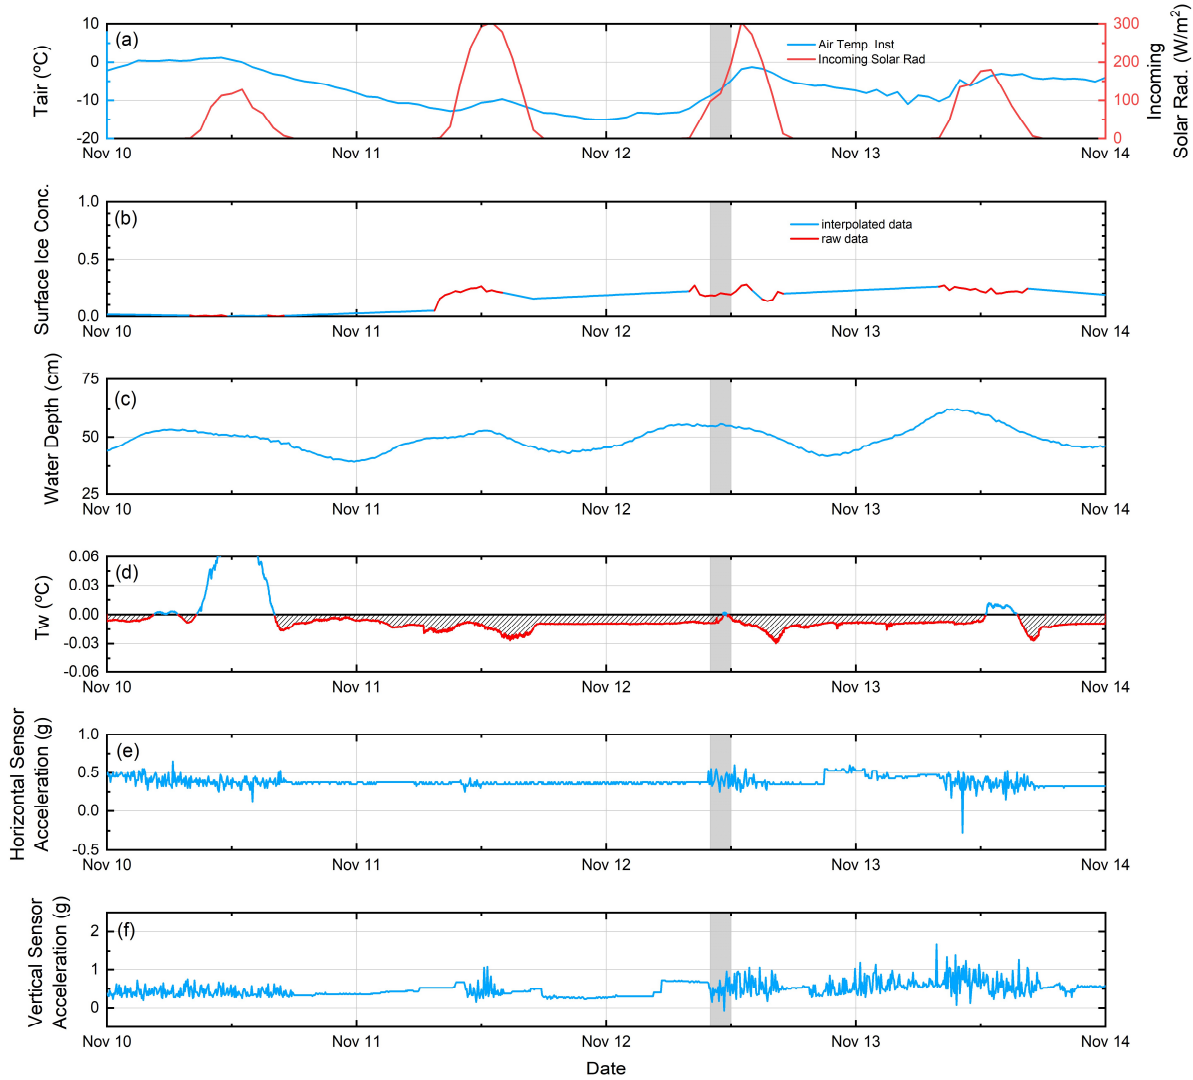 (a)
Tair (ºC)
10
0
-10
-20
Air Temp. Inst
Incoming Solar Rad
300
200
100
0
Incoming
Solar Rad. (W/m²)
Nov 10
Nov 11
Nov 12
Nov 13
Nov 14
(b)
Surface Ice Conc.
1.0
0.5
0.0
interpolated data
raw data
Nov 10
Nov 11
Nov 12
Nov 13
Nov 14
(c)
Water Depth (cm)
75
50
25
Nov 10
Nov 11
Nov 12
Nov 13
Nov 14
(d)
Tw (ºC)
0.06
0.03
0.00
-0.03
-0.06
Nov 10
Nov 11
Nov 12
Nov 13
Nov 14
(e)
Horizontal Sensor
Acceleration (g)
1.0
0.5
0.0
-0.5
Nov 10
Nov 11
Nov 12
Nov 13
Nov 14
(f)
Vertical Sensor
Acceleration (g)
2
1
0
Nov 10
Nov 11
Nov 12
Nov 13
Nov 14
Date